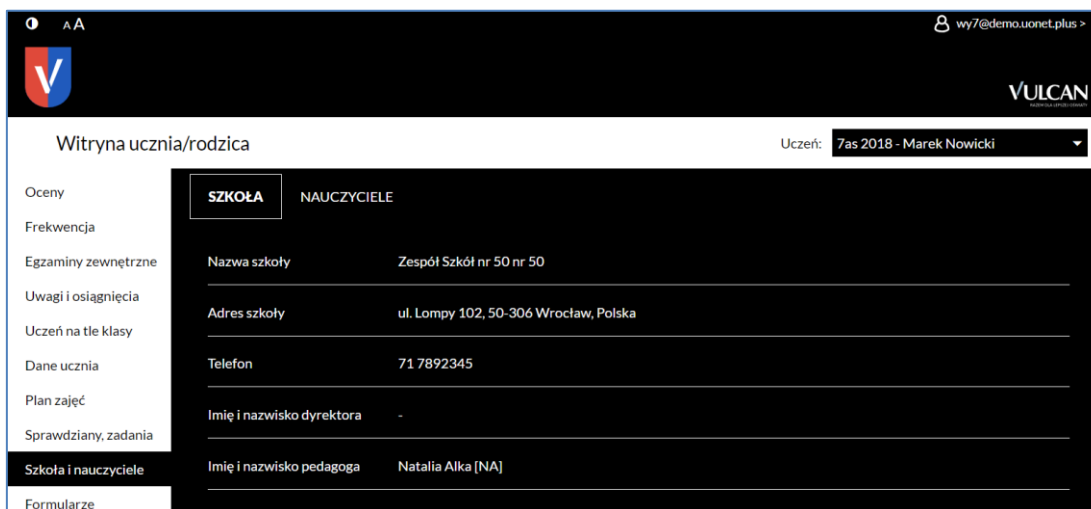 A A
wy7@demo.uonet.plus >
V
VULCAN
Witryna ucznia/rodzica
Uczeń: 7as 2018 - Marek Nowicki
Oceny
Frekwencja
Egzaminy zewnętrzne
Uwagi i osiągnięcia
Uczeń na tle klasy
Dane ucznia
Plan zajęć
Sprawdziany, zadania
Szkoła i nauczyciele
Formularze
SZKOŁA NAUCZYCIELE
Nazwa szkoły Zespół Szkół nr 50 nr 50
Adres szkoły ul. Lompy 102, 50-306 Wrocław, Polska
Telefon 71 7892345
Imię i nazwisko dyrektora -
Imię i nazwisko pedagoga Natalia Alka [NA]